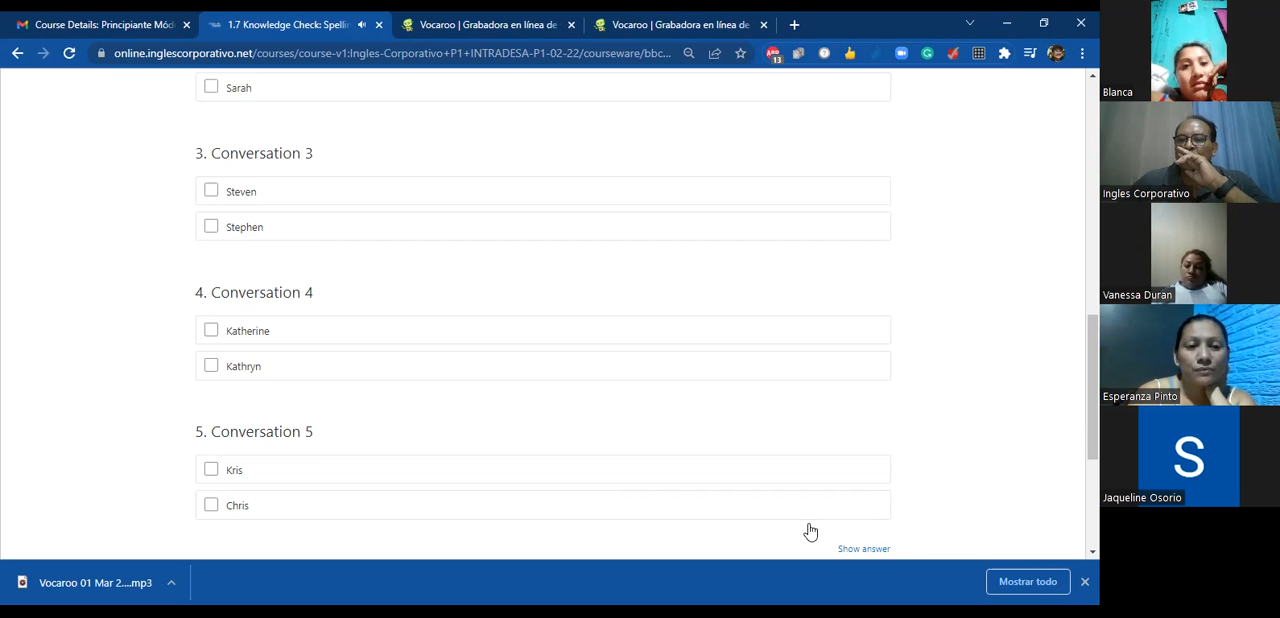 Course Details: Principiante Mód
1.7 Knowledge Check: Spelli
Vocaroo | Grabadora en línea de
Vocaroo | Grabadora en línea de
online.inglescorporativo.net/courses/course-v1:Ingles-Corporativo+P1+INTRADESA-P1-02-22/courseware/bbc...
13
Sarah
3. Conversation 3
Steven
Stephen
4. Conversation 4
Katherine
Kathryn
5. Conversation 5
Kris
Chris
Show answer
Vocaroo 01 Mar 2....mp3
Mostrar todo
Blanca
Ingles Corporativo
Vanessa Duran
Esperanza Pinto
S
Jaqueline Osorio